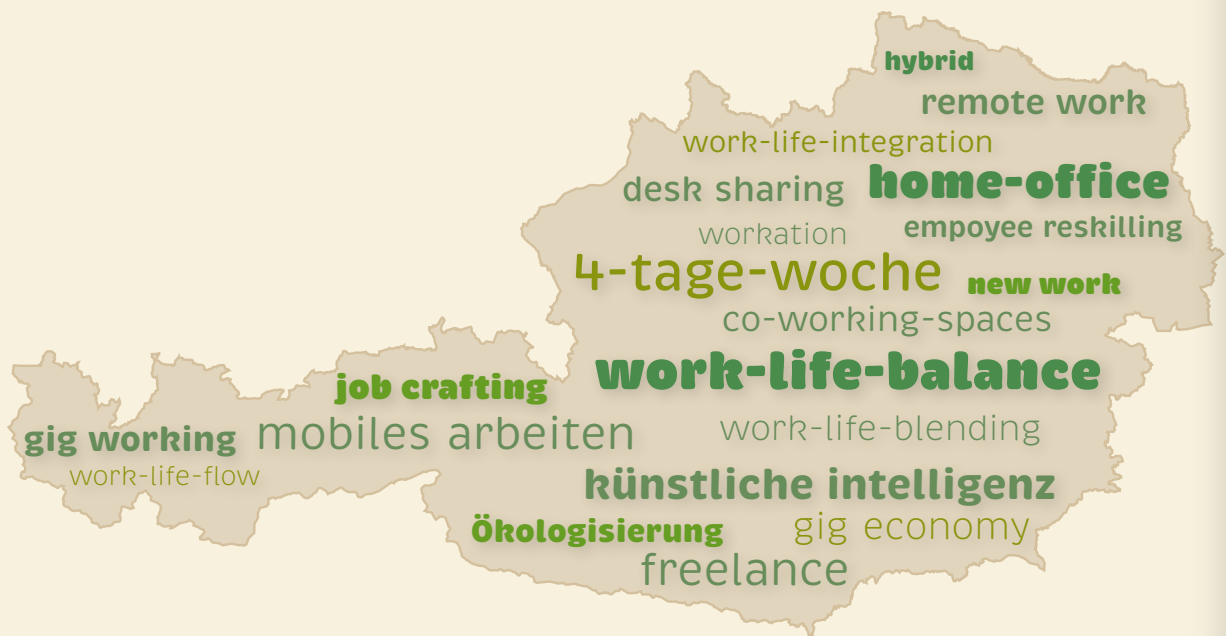 hybrid
remote work
work-life-integration
desk sharing home-office
workation empoyee reskilling
4-tage-woche new work
co-working-spaces
work-life-balance
job crafting
gig working mobiles arbeiten work-life-blending
work-life-flow
künstliche intelligenz
Ökologisierung gig economy
freelance